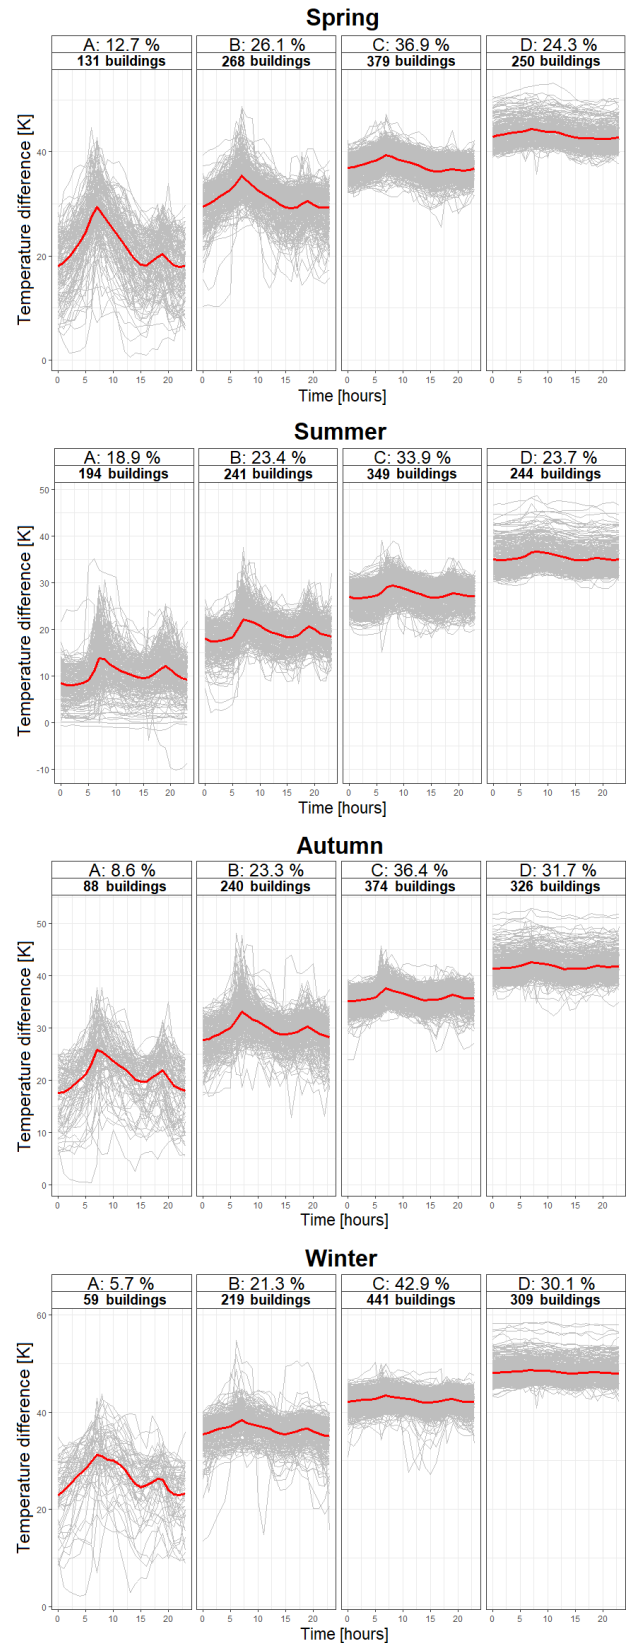 Spring
A: 12.7 % B: 26.1 % C: 36.9 % D: 24.3 %
131 buildings 268 buildings 379 buildings 250 buildings
Temperature difference [K]
40
20
0
0 5 10 15 20 0 5 10 15 20 0 5 10 15 20 0 5 10 15 20
Time [hours]
Summer
A: 18.9 % B: 23.4 % C: 33.9 % D: 23.7 %
194 buildings 241 buildings 349 buildings 244 buildings
Temperature difference [K]
50
40
30
20
10
0
-10
0 5 10 15 20 0 5 10 15 20 0 5 10 15 20 0 5 10 15 20
Time [hours]
Autumn
A: 8.6 % B: 23.3 % C: 36.4 % D: 31.7 %
88 buildings 240 buildings 374 buildings 326 buildings
Temperature difference [K]
50
40
30
20
10
0
0 5 10 15 20 0 5 10 15 20 0 5 10 15 20 0 5 10 15 20
Time [hours]
Winter
A: 5.7 % B: 21.3 % C: 42.9 % D: 30.1 %
59 buildings 219 buildings 441 buildings 309 buildings
Temperature difference [K]
60
40
20
0
0 5 10 15 20 0 5 10 15 20 0 5 10 15 20 0 5 10 15 20
Time [hours]